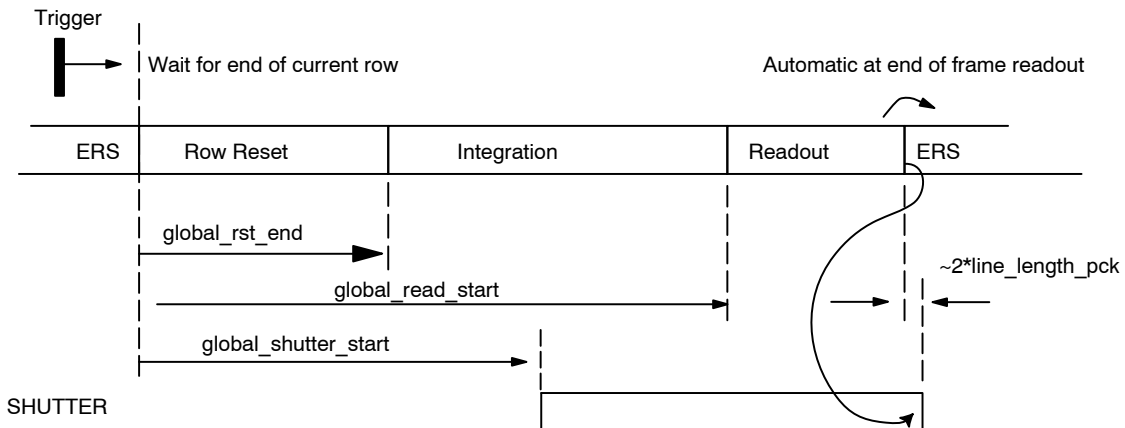 Trigger
Wait for end of current row
Automatic at end of frame readout
ERS
Row Reset
Integration
Readout
ERS
global_rst_end
~2*line_length_pck
global_read_start
global_shutter_start
SHUTTER